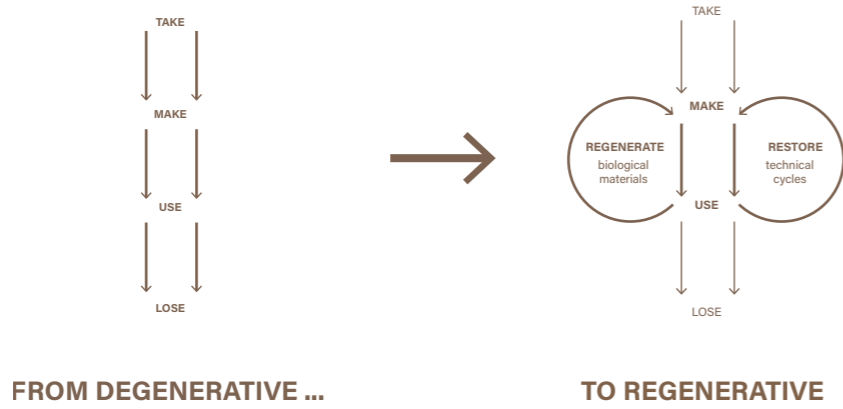 TAKE
MAKE
USE
LOSE
FROM DEGENERATIVE ...
TAKE
MAKE
REGENERATE
biological
materials
RESTORE
technical
cycles
USE
LOSE
TO REGENERATIVE